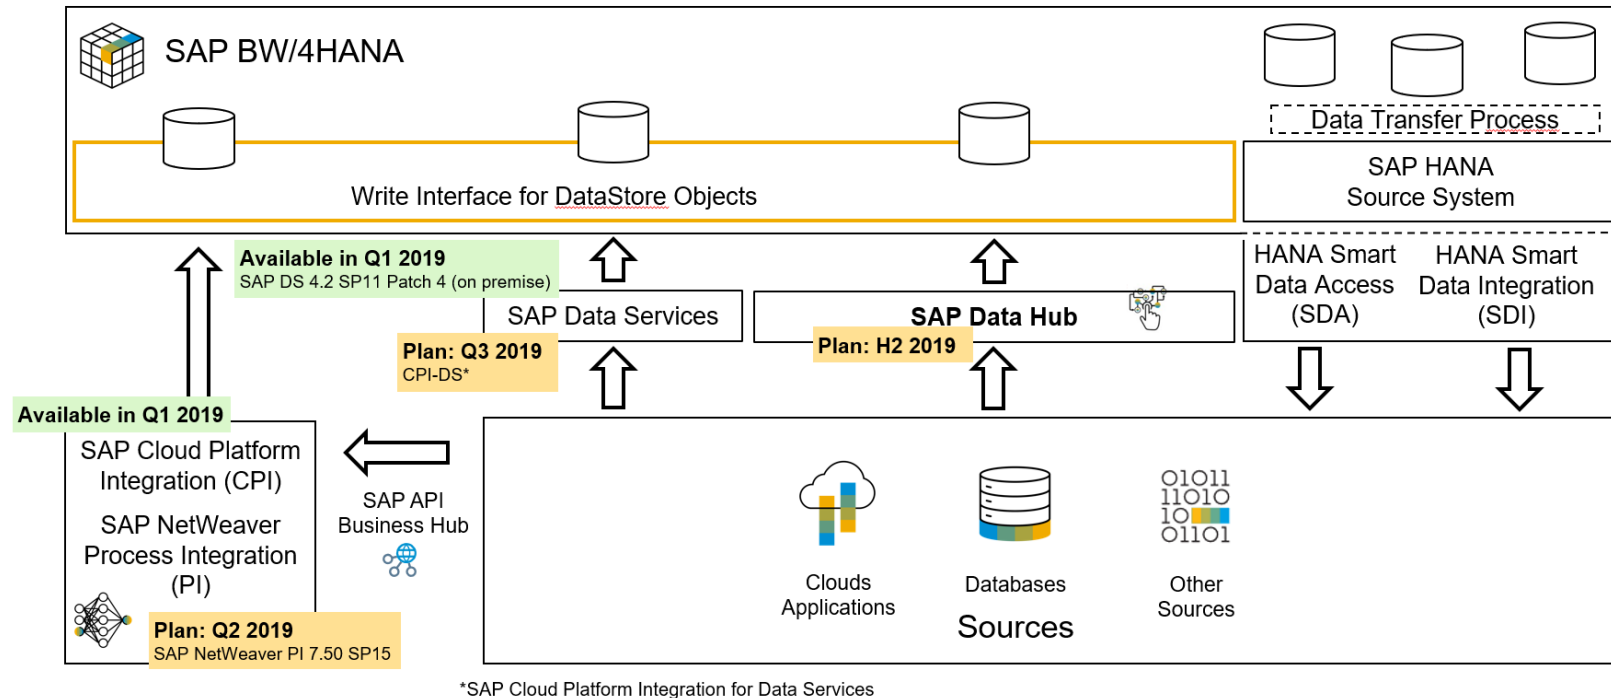 SAP BW/4HANA
Data Transfer Process
Write Interface for DataStore Objects
SAP HANA
Source System
Available in Q1 2019
SAP DS 4.2 SP11 Patch 4 (on premise)
SAP Data Services
Plan: Q3 2019
CPI-DS*
SAP Data Hub
Plan: H2 2019
HANA Smart
Data Access
(SDA)
HANA Smart
Data Integration
(SDI)
Available in Q1 2019
SAP Cloud Platform
Integration (CPI)
SAP NetWeaver
Process Integration
(PI)
Plan: Q2 2019
SAP NetWeaver PI 7.50 SP15
SAP API
Business Hub
Clouds
Applications
Databases
01011
11010
10
01101
Other
Sources
Sources
*SAP Cloud Platform Integration for Data Services